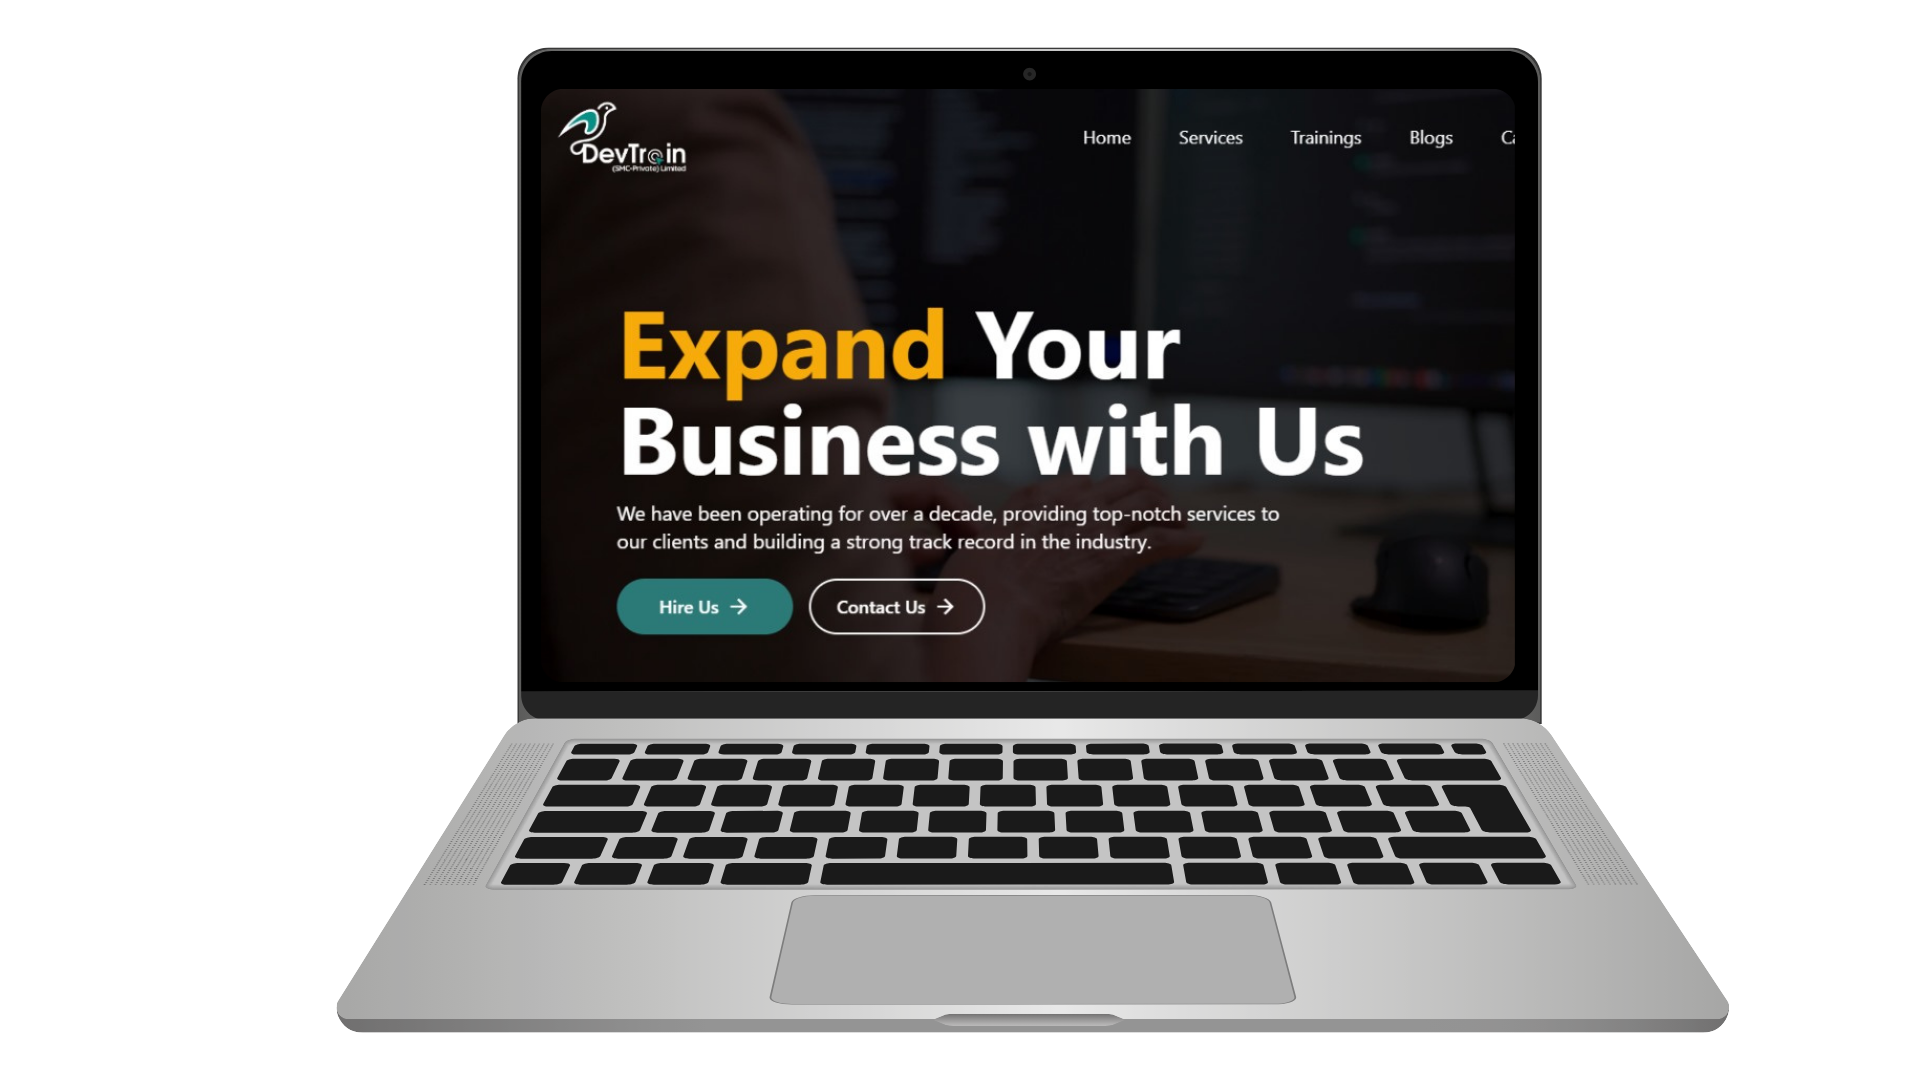 DevTrain
(SMC-Private) Limited
Home Services Trainings Blogs
Expand Your
Business with Us
We have been operating for over a decade, providing top-notch services to
our clients and building a strong track record in the industry.
Hire Us → Contact Us →